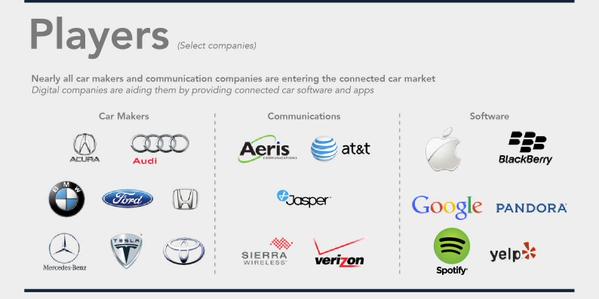 Players (Select companies)
Nearly all car makers and communication companies are entering the connected car market
Digital companies are aiding them by providing connected car software and apps
Car Makers
ACURA
Audi
BMW
Ford
Mercedes-Benz
TESLA
Communications
Aeris
COMMUNICATIONS
at&t
Jasper
SIERRA
WIRELESS
verizon
Software
BlackBerry
Google
PANDORA
Spotify
yelp